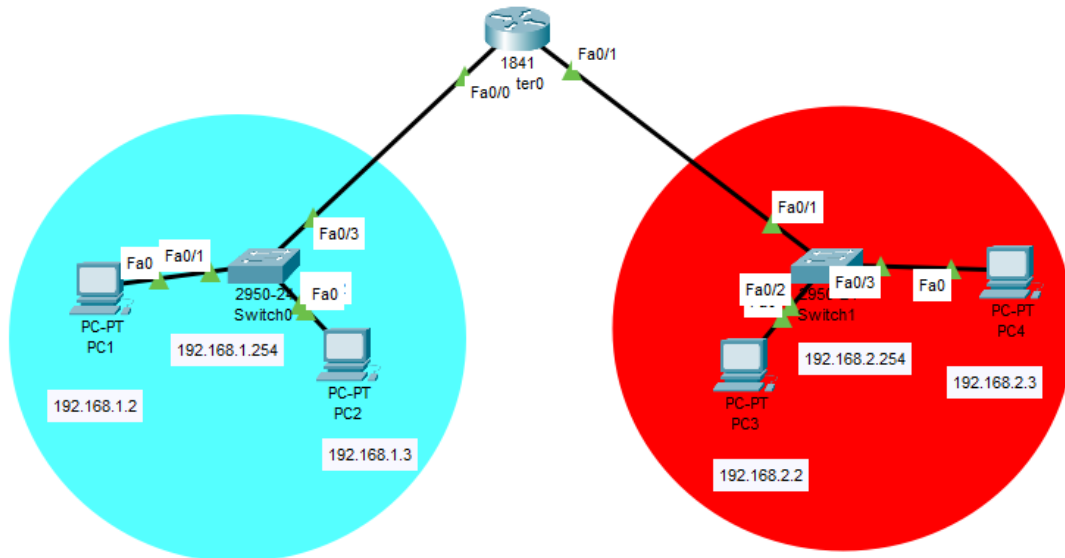 1841
ter0
Fa0/0
Fa0/1
Fa0/3
Fa0
Fa0/1
2950-24
Switch0
Fa0
PC-PT
PC1
192.168.1.254
192.168.1.2
PC-PT
PC2
192.168.1.3
Fa0/1
Fa0/2
Fa0/3
Fa0
Switch1
PC-PT
PC4
192.168.2.254
192.168.2.3
PC-PT
PC3
192.168.2.2